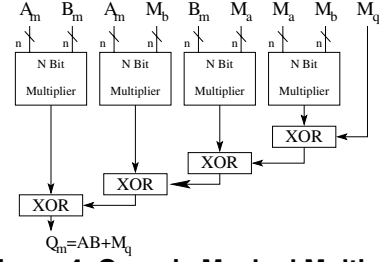 A_m B_m A_m M_b B_m M_a M_a M_b M_q
n n n n n n n n
N Bit N Bit N Bit N Bit
Multiplier Multiplier Multiplier Multiplier
XOR
XOR
XOR
XOR
Q_m=AB+M_q